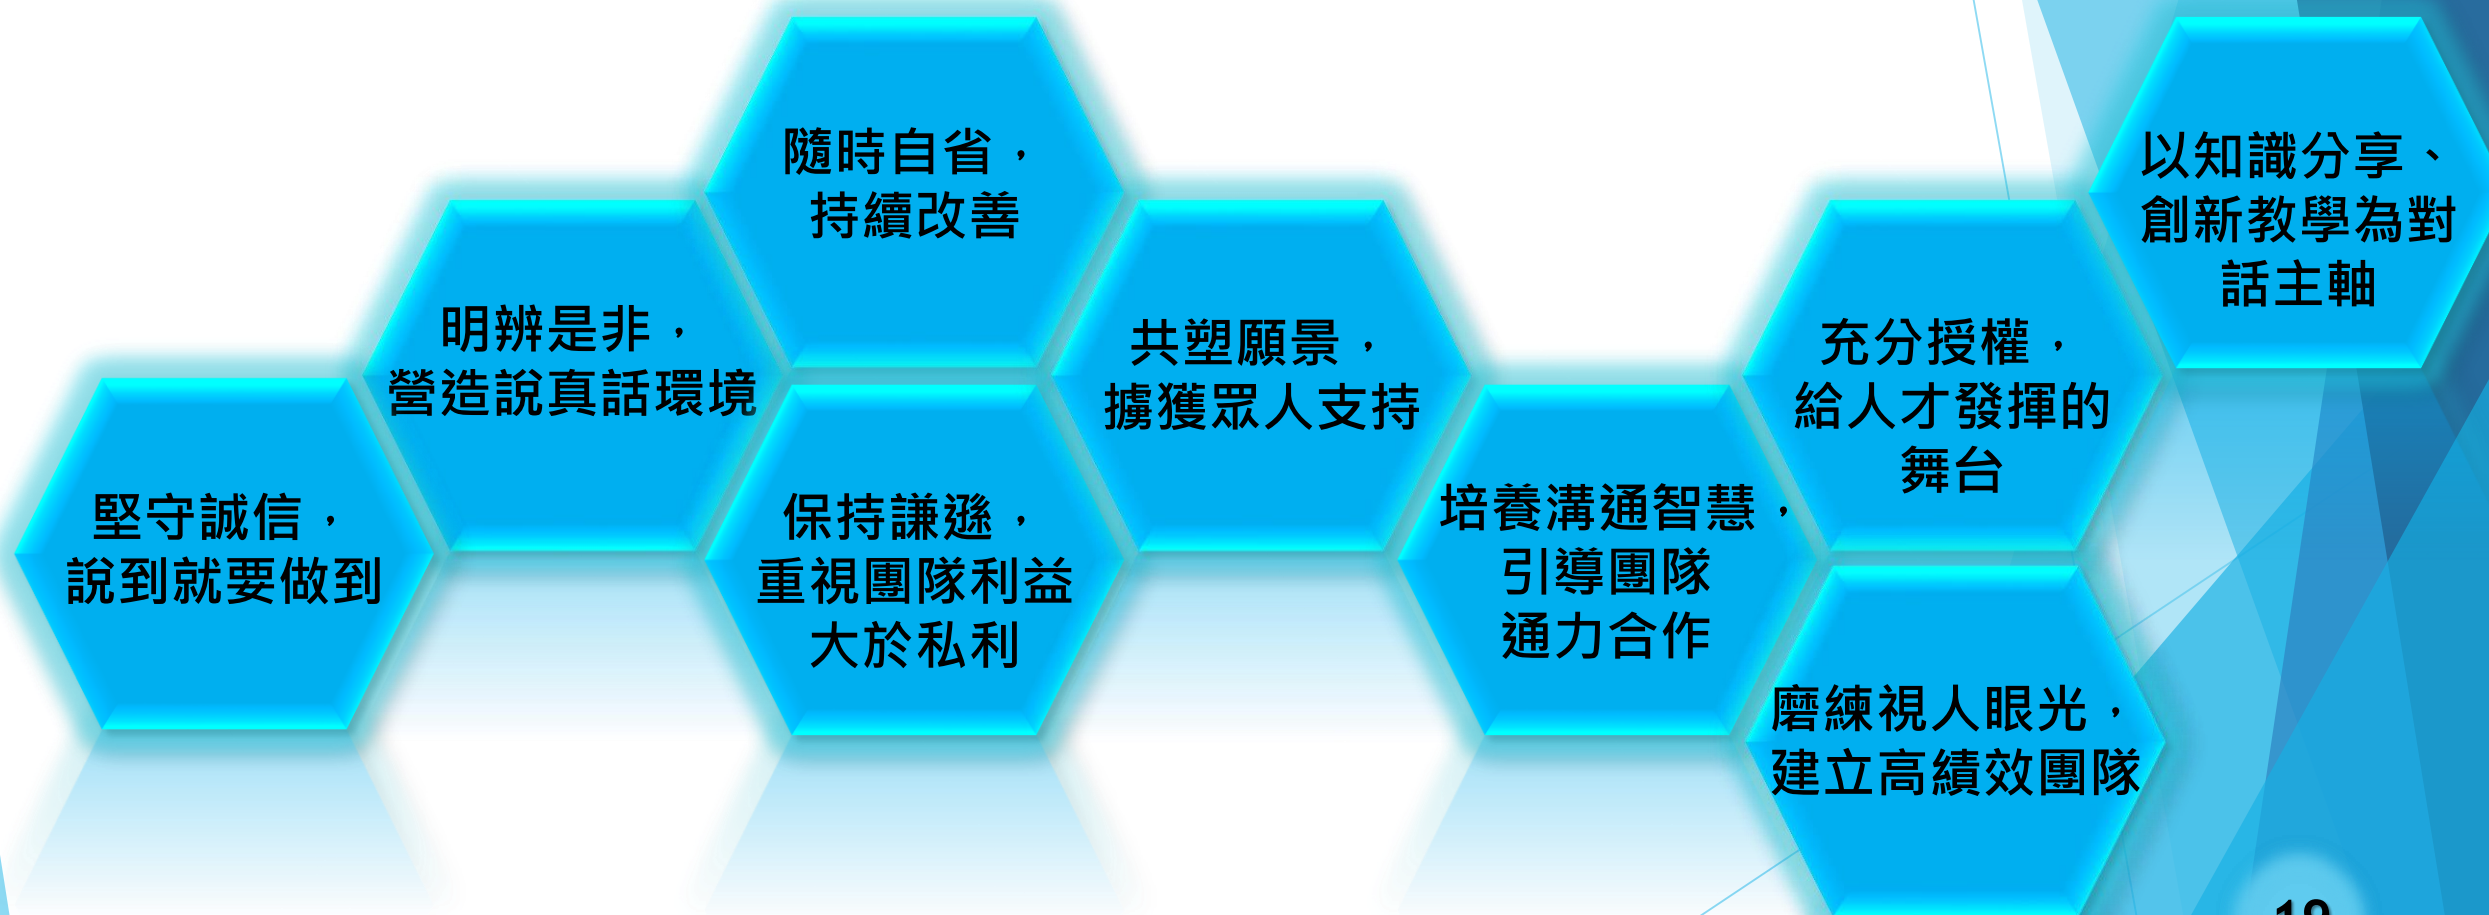 堅守誠信，
說到就要做到
明辨是非，
營造說真話環境
隨時自省，
持續改善
保持謙遜，
重視團隊利益
大於私利
共塑願景，
擄獲眾人支持
培養溝通智慧，
引導團隊
通力合作
充分授權，
給人才發揮的
舞台
磨練視人眼光，
建立高績效團隊
以知識分享、
創新教學為對
話主軸